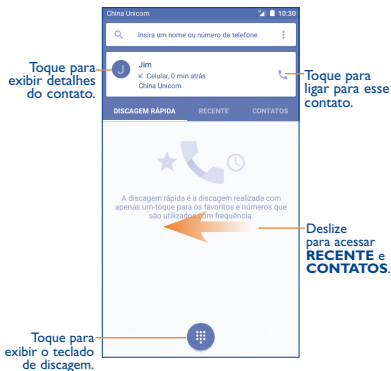 China Unicom 10:30
Insira um nome ou número de telefone
Toque para
exibir detalhes
do contato.
J
Jim
Celular, 0 min atrás
China Unicom
Toque para
ligar para esse
contato.
DISCAGEM RÁPIDA RECENTE CONTATOS
A discagem rápida é a discagem realizada com
apenas um-toque para os favoritos e números que
são utilizados com frequência.
Deslize
para acessar
RECENTE e
CONTATOS.
Toque para
exibir o teclado
de discagem.